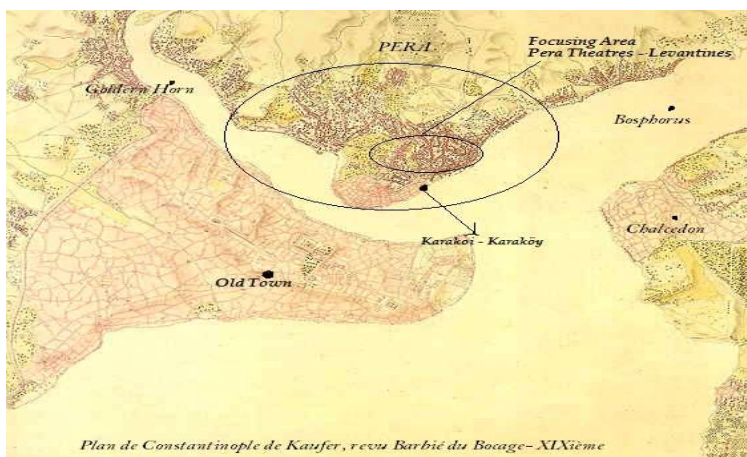 PERA
Focusing Area
Pera Theatres - Levantines
Goldern Horn
Bosphorus
Chalcedon
Karakoi - Karaköy
Old Town
Plan de Constantinople de Kaufer, revu Barbié du Bocage- XIXième